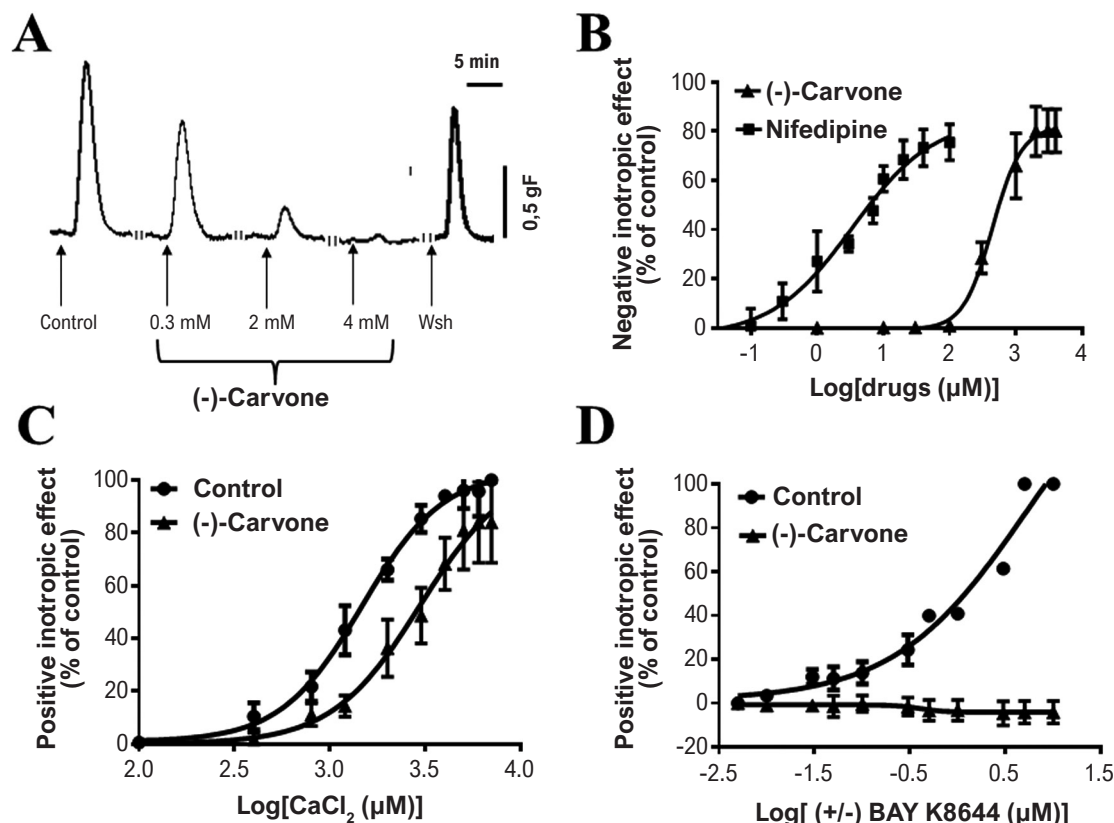 A
5 min
0,5 gF
Control
0.3 mM
2 mM
4 mM
Wsh
(-)-Carvone
B
Negative inotropic effect
(% of control)
100
80
60
40
20
0
(-)-Carvone
Nifedipine
-1 0 1 2 3 4
Log[drugs (µM)]
C
Positive inotropic effect
(% of control)
100
80
60
40
20
0
Control
(-)-Carvone
2.0 2.5 3.0 3.5 4.0
Log[CaCl₂ (µM)]
D
Positive inotropic effect
(% of control)
100
80
60
40
20
0
-20
Control
(-)-Carvone
-2.5 -1.5 -0.5 0.5 1.5
Log[ (+/-) BAY K8644 (µM)]